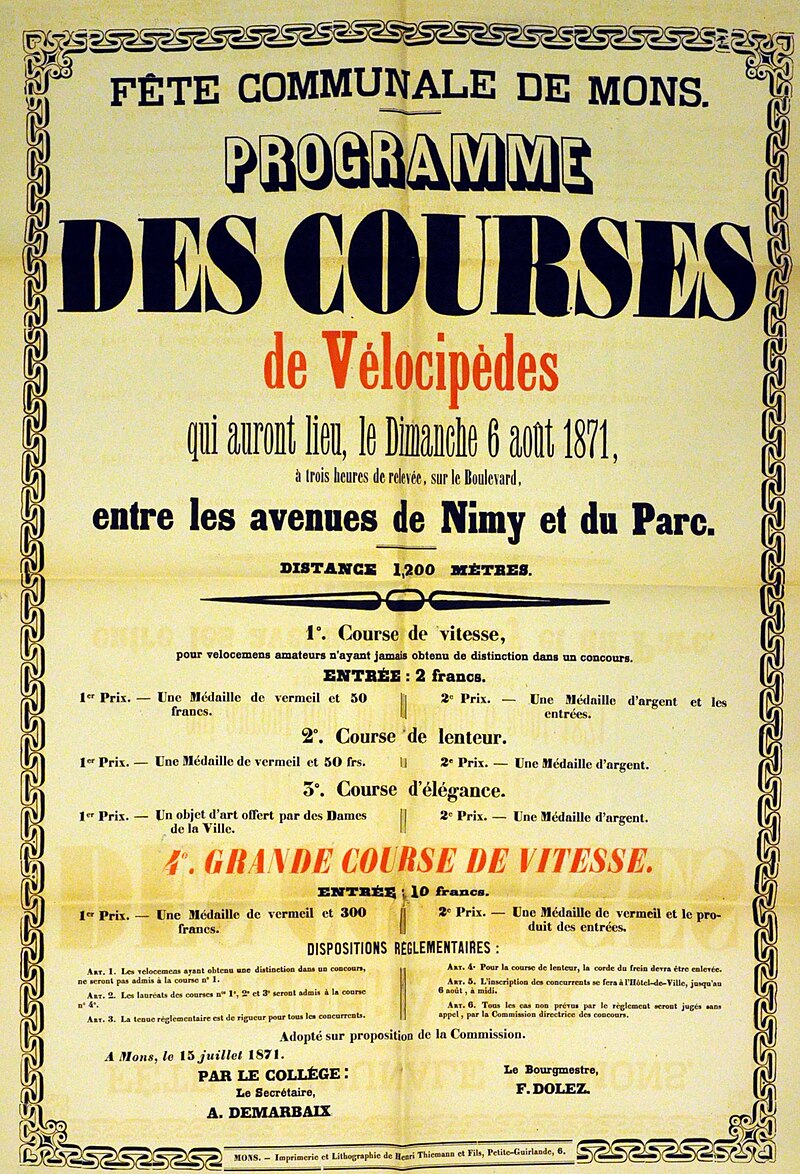 FÊTE COMMUNALE DE MONS.
PROGRAMME
DES COURSES
de Vélocipèdes
qui auront lieu, le Dimanche 6 août 1871,
à trois heures de relevée, sur le Boulevard,
entre les avenues de Nimy et du Parc.
DISTANCE 1,200 MÈTRES.
1°. Course de vitesse,
pour velocemens amateurs n'ayant jamais obtenu de distinction dans un concours.
ENTRÉE : 2 francs.
1er Prix. — Une Médaille de vermeil et 50
francs.
2e Prix. — Une Médaille d'argent et les
entrées.
2°. Course de lenteur.
1er Prix. — Une Médaille de vermeil et 50 frs.
2e Prix. — Une Médaille d'argent.
3°. Course d'élégance.
1er Prix. — Un objet d'art offert par des Dames
de la Ville.
2e Prix. — Une Médaille d'argent.
4°. GRANDE COURSE DE VITESSE.
ENTRÉE : 10 francs.
1er Prix. — Une Médaille de vermeil et 300
francs.
2e Prix. — Une Médaille de vermeil et le pro-
duit des entrées.
DISPOSITIONS RÉGLEMENTAIRES :
ART. 1. Les velocemens ayant obtenu une distinction dans un concours,
ne seront pas admis à la course n° 1.
ART. 2. Les lauréats des courses nos 1°, 2° et 3° seront admis à la course
n° 4°.
ART. 3. La tenue réglementaire est de rigueur pour tous les concurrents.
ART. 4. Pour la course de lenteur, la corde du frein devra être enlevée.
ART. 5. L'inscription des concurrents se fera à l'Hôtel-de-Ville, jusqu'au
6 août, à midi.
ART. 6. Tous les cas non prévus par le règlement seront jugés sans
appel, par la Commission directrice des concours.
Adopté sur proposition de la Commission.
A Mons, le 15 juillet 1871.
PAR LE COLLÉGE :
Le Secrétaire,
A. DEMARBAIX
Le Bourgmestre,
F. DOLEZ.
MONS. — Imprimerie et Lithographie de Henri Thiemann et Fils, Petite-Guirlande, 6.